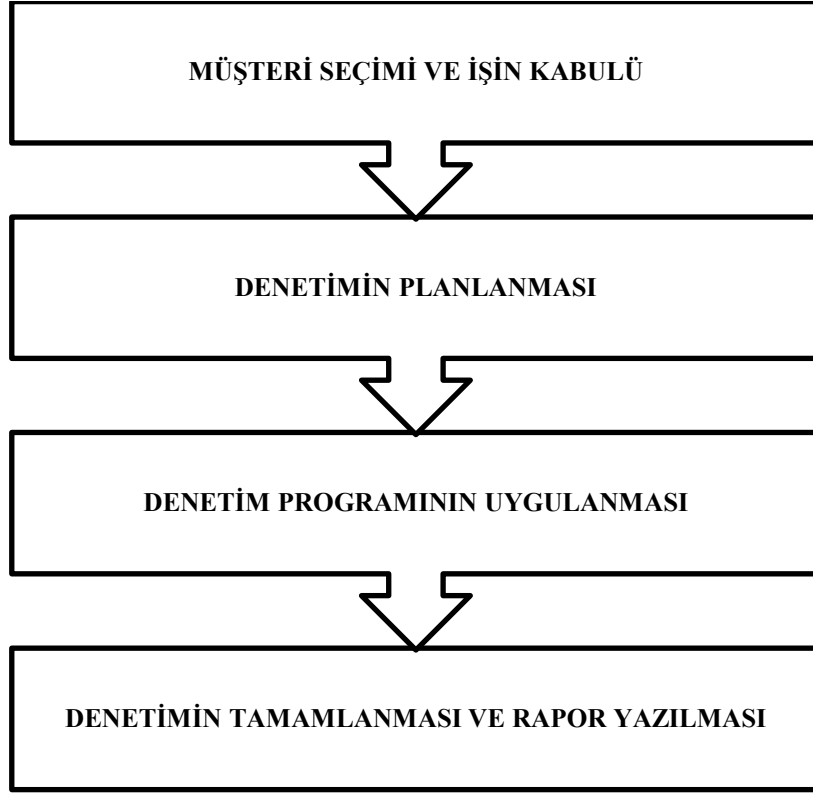 MÜŞTERİ SEÇİMİ VE İŞİN KABULÜ
DENETİMİN PLANLANMASI
DENETİM PROGRAMININ UYGULANMASI
DENETİMİN TAMAMLANMASI VE RAPOR YAZILMASI